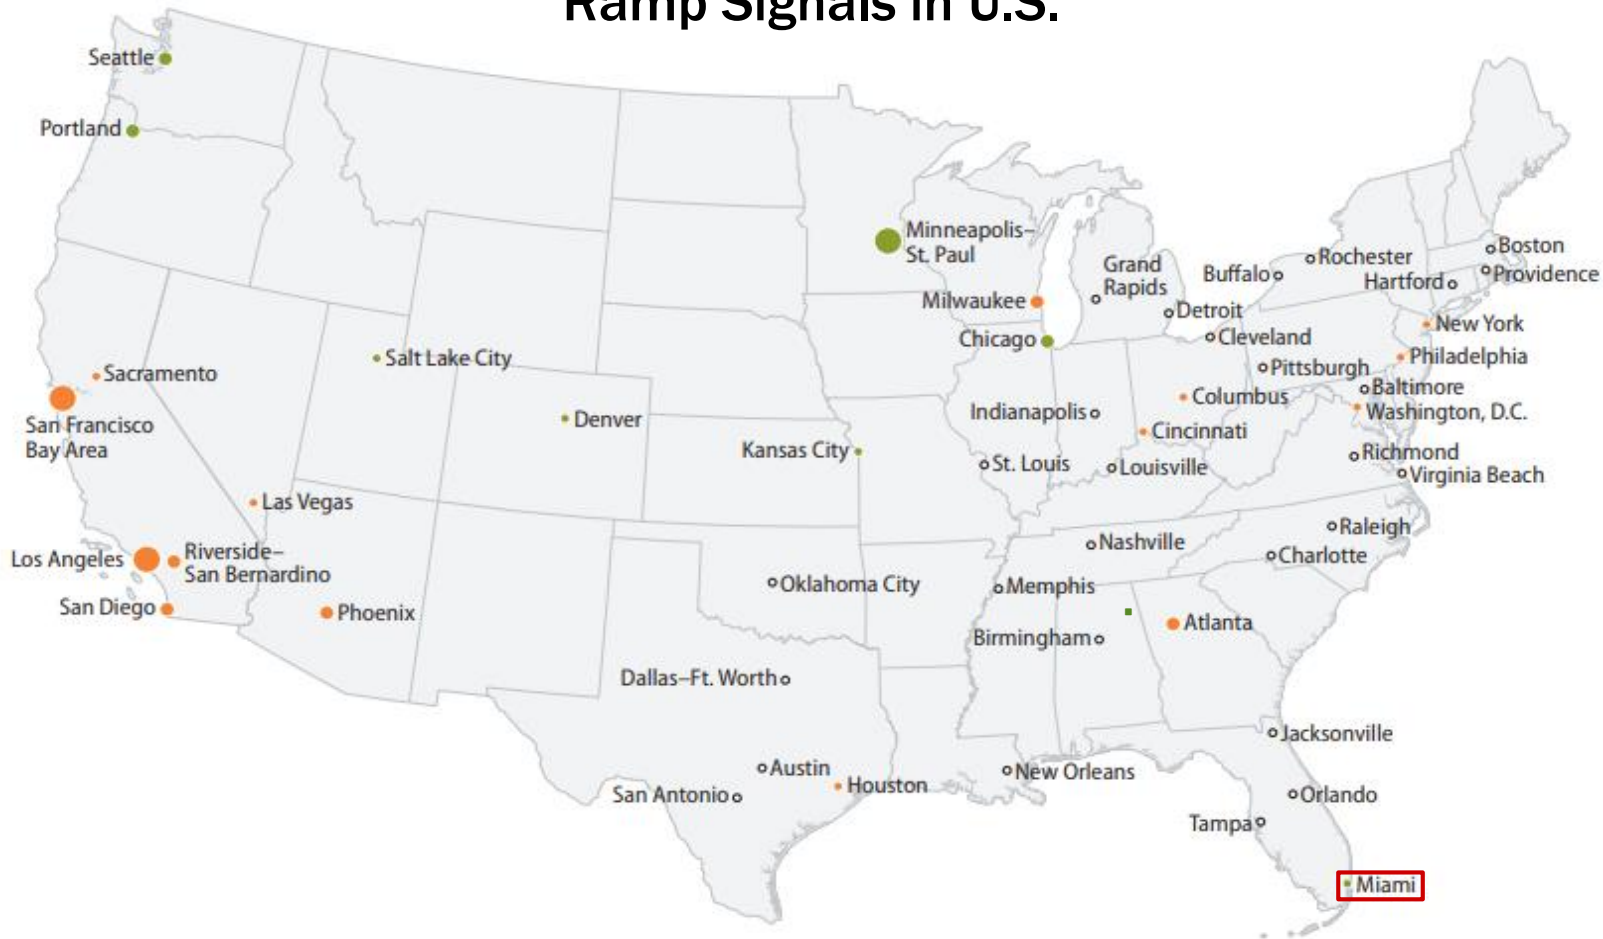 Ramp Signals in U.S.
Seattle
Portland
Minneapolis–
St. Paul
Milwaukee
Chicago
Grand
Rapids
Detroit
Buffalo
Rochester
Boston
Providence
Hartford
New York
Cleveland
Philadelphia
Pittsburgh
Baltimore
Washington, D.C.
Columbus
Cincinnati
Indianapolis
Richmond
Virginia Beach
St. Louis
Louisville
Salt Lake City
Sacramento
San Francisco
Bay Area
Denver
Kansas City
Las Vegas
Los Angeles
Riverside–
San Bernardino
San Diego
Phoenix
Raleigh
Nashville
Charlotte
Oklahoma City
Memphis
Atlanta
Birmingham
Dallas–Ft. Worth
Jacksonville
Austin
New Orleans
Houston
San Antonio
Orlando
Tampa
Miami